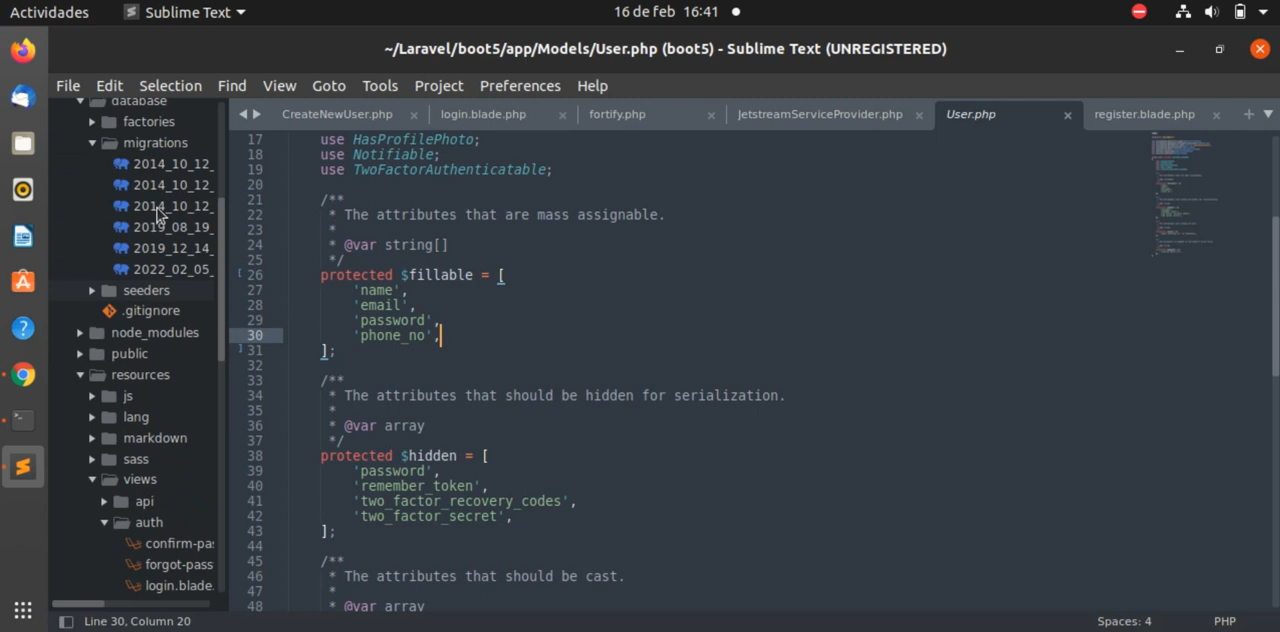 Actividades Sublime Text 16 de feb 16:41
~/Laravel/boot5/app/Models/User.php (boot5) - Sublime Text (UNREGISTERED)
File Edit Selection Find View Goto Tools Project Preferences Help
database
factories
migrations
2014_10_12_
2014_10_12_
2014_10_12_
2019_08_19_
2019_12_14_
2022_02_05_
seeders
.gitignore
node_modules
public
resources
js
lang
markdown
sass
views
api
auth
confirm-pas
forgot-pass
login.blade.
CreateNewUser.php × login.blade.php × fortify.php × JetstreamServiceProvider.php × User.php × register.blade.php × +
17 use HasProfilePhoto;
18 use Notifiable;
19 use TwoFactorAuthenticatable;
20
21 /**
22 * The attributes that are mass assignable.
23 *
24 * @var string[]
25 */
26 protected $fillable = [
27 'name',
28 'email',
29 'password',
30 'phone_no',
31 ];
32
33 /**
34 * The attributes that should be hidden for serialization.
35 *
36 * @var array
37 */
38 protected $hidden = [
39 'password',
40 'remember_token',
41 'two_factor_recovery_codes',
42 'two_factor_secret',
43 ];
44
45 /**
46 * The attributes that should be cast.
47 *
48 * @var array
Line 30, Column 20 Spaces: 4 PHP